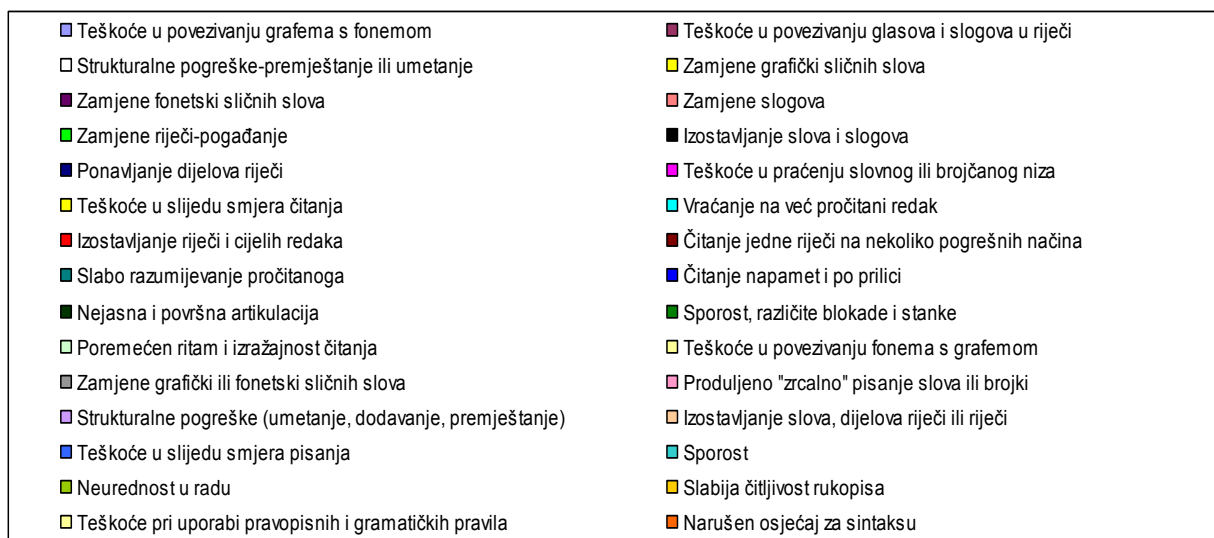 Teškoće u povezivanju grafema s fonemom
Teškoće u povezivanju glasova i slogova u riječi
Strukturalne pogreške-premještanje ili umetanje
Zamjene grafički sličnih slova
Zamjene fonetski sličnih slova
Zamjene slogova
Zamjene riječi-pogađanje
Izostavljanje slova i slogova
Ponavljanje dijelova riječi
Teškoće u praćenju slovnog ili brojčanog niza
Teškoće u slijedu smjera čitanja
Vraćanje na već pročitani redak
Izostavljanje riječi i cijelih redaka
Čitanje jedne riječi na nekoliko pogrešnih načina
Slabo razumijevanje pročitanoga
Čitanje napamet i po prilici
Nejasna i površna artikulacija
Sporost, različite blokade i stanke
Poremećen ritam i izražajnost čitanja
Teškoće u povezivanju fonema s grafemom
Zamjene grafički ili fonetski sličnih slova
Produljeno "zrcalno" pisanje slova ili brojki
Strukturalne pogreške (umetanje, dodavanje, premještanje)
Izostavljanje slova, dijelova riječi ili riječi
Teškoće u slijedu smjera pisanja
Sporost
Neurednost u radu
Slabija čitljivost rukopisa
Teškoće pri uporabi pravopisnih i gramatičkih pravila
Narušen osjećaj za sintaksu